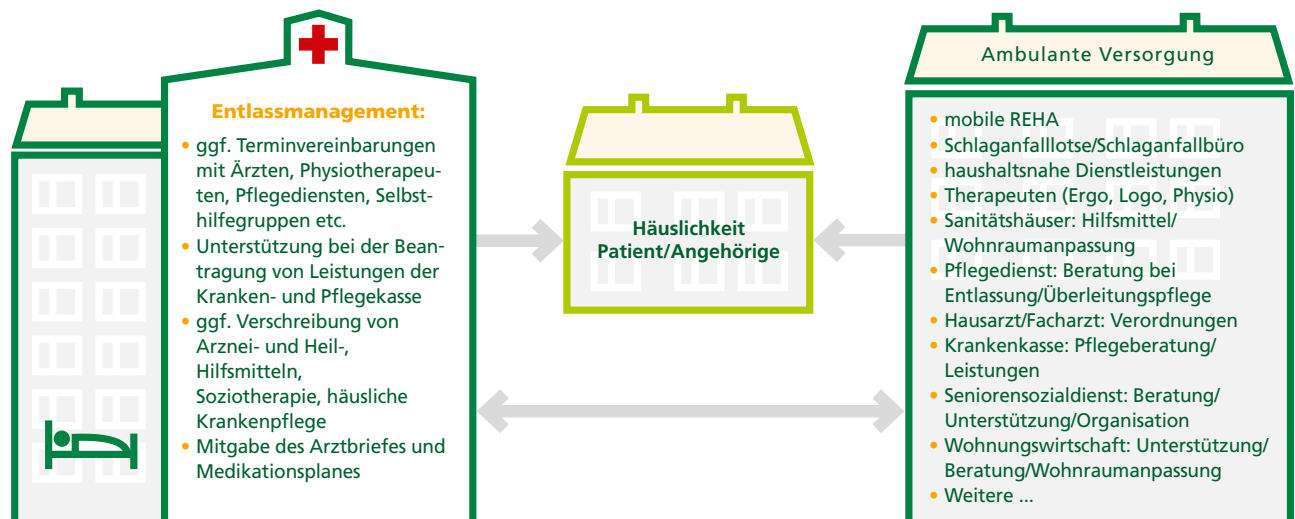 Entlassmanagement:
• ggf. Terminvereinbarungen
mit Ärzten, Physiotherapeu-
ten, Pflegediensten, Selbst-
hilfegruppen etc.
• Unterstützung bei der Bean-
tragung von Leistungen der
Kranken- und Pflegekasse
• ggf. Verschreibung von
Arznei- und Heil-,
Hilfsmitteln,
Soziotherapie, häusliche
Krankenpflege
• Mitgabe des Arztbriefes und
Medikationsplanes
Häuslichkeit
Patient/Angehörige
Ambulante Versorgung
• mobile REHA
• Schlaganfalllotse/Schlaganfallbüro
• haushaltsnahe Dienstleistungen
• Therapeuten (Ergo, Logo, Physio)
• Sanitätshäuser: Hilfsmittel/
Wohnraumanpassung
• Pflegedienst: Beratung bei
Entlassung/Überleitungspflege
• Hausarzt/Facharzt: Verordnungen
• Krankenkasse: Pflegeberatung/
Leistungen
• Seniorensozialdienst: Beratung/
Unterstützung/Organisation
• Wohnungswirtschaft: Unterstützung/
Beratung/Wohnraumanpassung
• Weitere ...